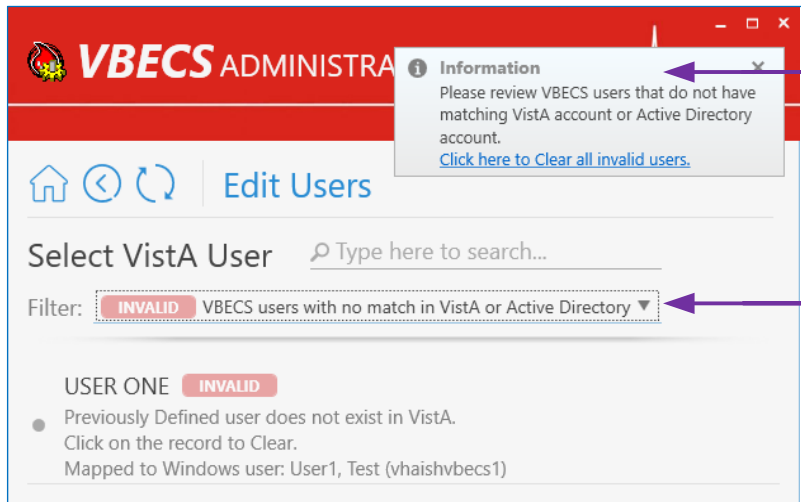 VBECS ADMINISTRA
Information
Please review VBECS users that do not have
matching VistA account or Active Directory
account.
Click here to Clear all invalid users.
Edit Users
Select VistA User
Type here to search...
Filter: INVALID VBECS users with no match in VistA or Active Directory
USER ONE INVALID
Previously Defined user does not exist in VistA.
Click on the record to Clear.
Mapped to Windows user: User1, Test (vhaishvbecs1)